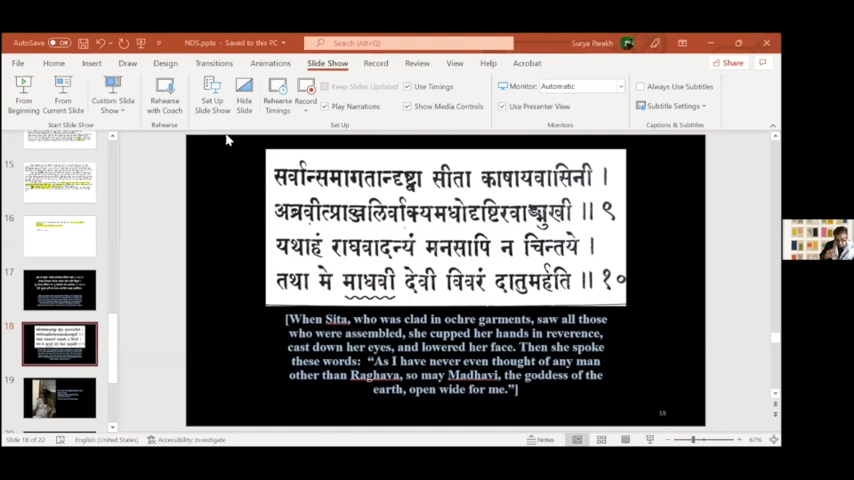 AutoSave Off NDS.pptx - Saved to this PC Search (Alt+Q) Surya Parakh
File Home Insert Draw Design Transitions Animations Slide Show Record Review View Help Acrobat Share
From Beginning From Current Slide Custom Slide Show Rehearse with Coach Set Up Slide Show Hide Slide Rehearse Timings Record
Keep Slides Updated Use Timings
Play Narrations Show Media Controls
Monitor: Automatic
Use Presenter View
Always Use Subtitles
Subtitle Settings
Start Slide Show Rehearse Set Up Monitors Captions & Subtitles
15
16
17
18
19
सर्वान्समागतान्दृष्ट्वा सीता काषायवासिनी ।
अब्रवीत्प्राञ्जलिर्वाक्यमधोदृष्टिरवाङ्मुखी ॥ ९
यथाहं राघवादन्यं मनसापि न चिन्तये ।
तथा मे माधवी देवी विवरं दातुमर्हति ॥ १०
[When Sita, who was clad in ochre garments, saw all those
who were assembled, she cupped her hands in reverence,
cast down her eyes, and lowered her face. Then she spoke
these words: “As I have never even thought of any man
other than Raghava, so may Madhavi, the goddess of the
earth, open wide for me.”]
18
Slide 18 of 22 English (United States) Accessibility: Investigate Notes 67%